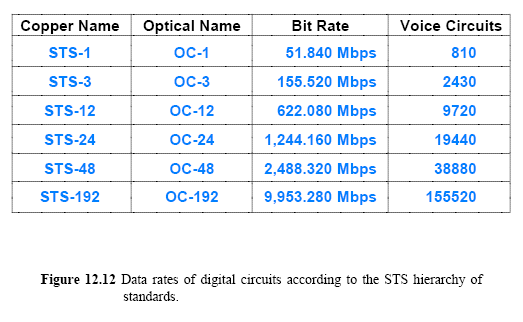 Copper Name Optical Name Bit Rate Voice Circuits
STS-1 OC-1 51.840 Mbps 810
STS-3 OC-3 155.520 Mbps 2430
STS-12 OC-12 622.080 Mbps 9720
STS-24 OC-24 1,244.160 Mbps 19440
STS-48 OC-48 2,488.320 Mbps 38880
STS-192 OC-192 9,953.280 Mbps 155520
Figure 12.12 Data rates of digital circuits according to the STS hierarchy of
standards.